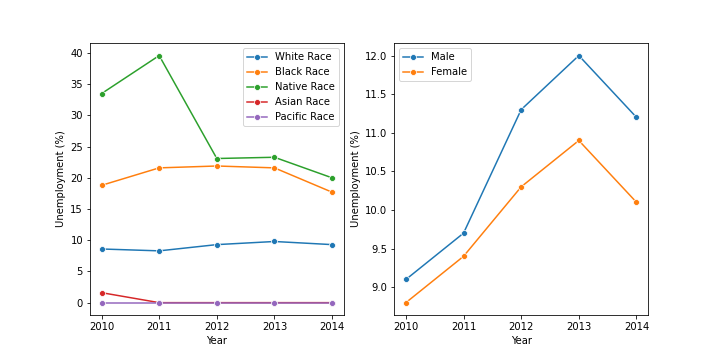 40
35
30
25
20
15
10
5
0
Unemployment (%)
2010 2011 2012 2013 2014
Year
White Race
Black Race
Native Race
Asian Race
Pacific Race
12.0
11.5
11.0
10.5
10.0
9.5
9.0
Unemployment (%)
2010 2011 2012 2013 2014
Year
Male
Female